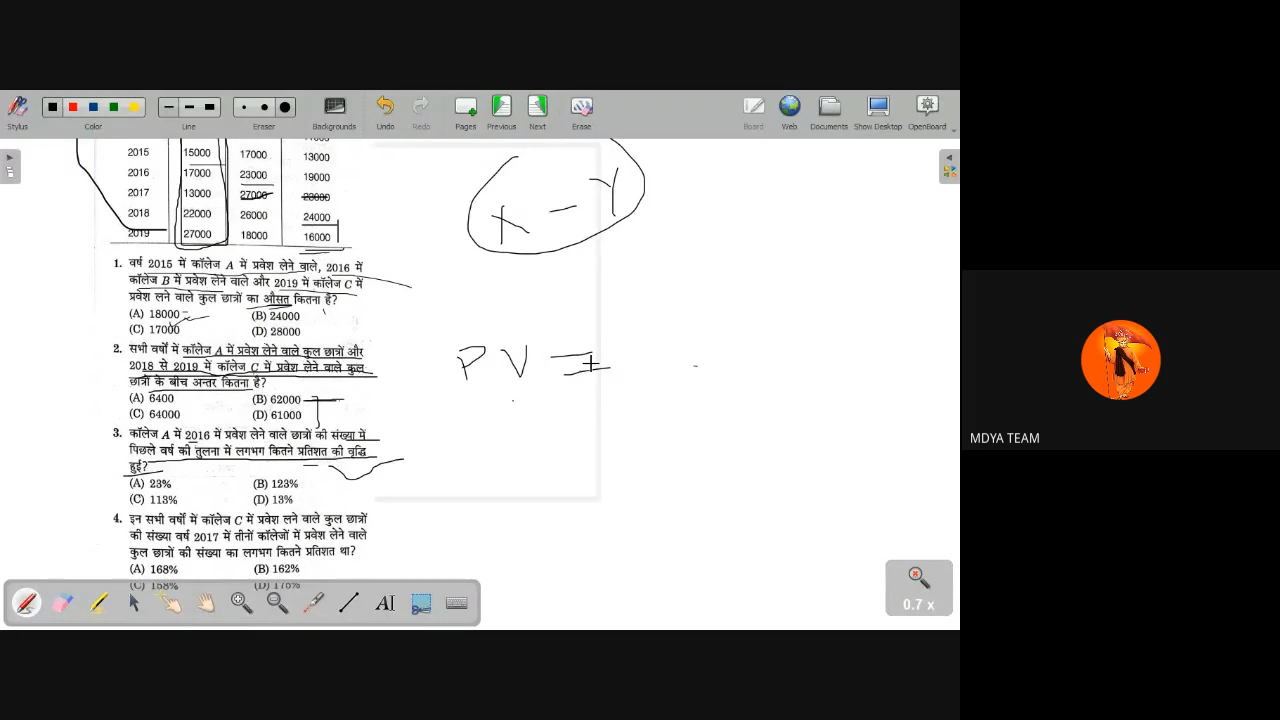 Stylus Color Line Eraser Backgrounds Undo Redo Pages Previous Next Erase Board Web Documents Show Desktop OpenBoard
2015 15000 17000 13000
2016 17000 23000 19000
2017 13000 27000
2018 22000 26000 24000
2019 27000 18000 16000
X - Y
1. वर्ष 2015 में कॉलेज A में प्रवेश लेने वाले, 2016 में
कॉलेज B में प्रवेश लेने वाले और 2019 में कॉलेज C में
प्रवेश लेने वाले कुल छात्रों का औसत कितना है?
(A) 18000 (B) 24000
(C) 17000 (D) 28000
2. सभी वर्षों में कॉलेज A में प्रवेश लेने वाले कुल छात्रों और
2018 से 2019 में कॉलेज C में प्रवेश लेने वाले कुल
छात्रों के बीच अन्तर कितना है?
(A) 6400 (B) 62000
(C) 64000 (D) 61000
PV =
3. कॉलेज A में 2016 में प्रवेश लेने वाले छात्रों की संख्या में
पिछले वर्ष की तुलना में लगभग कितने प्रतिशत की वृद्धि
हुई?
(A) 23% (B) 123%
(C) 113% (D) 13%
4. इन सभी वर्षों में कॉलेज C में प्रवेश लेने वाले कुल छात्रों
की संख्या वर्ष 2017 में तीनों कॉलेजों में प्रवेश लेने वाले
कुल छात्रों की संख्या का लगभग कितने प्रतिशत था?
(A) 168% (B) 162%
AI
0.7 x
MDYA TEAM